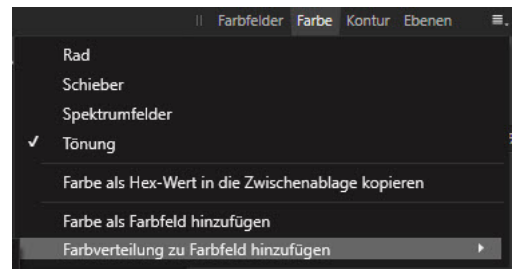 Farbfelder Farbe Kontur Ebenen
Rad
Schieber
Spektrumfelder
Tönung
Farbe als Hex-Wert in die Zwischenablage kopieren
Farbe als Farbfeld hinzufügen
Farbverteilung zu Farbfeld hinzufügen